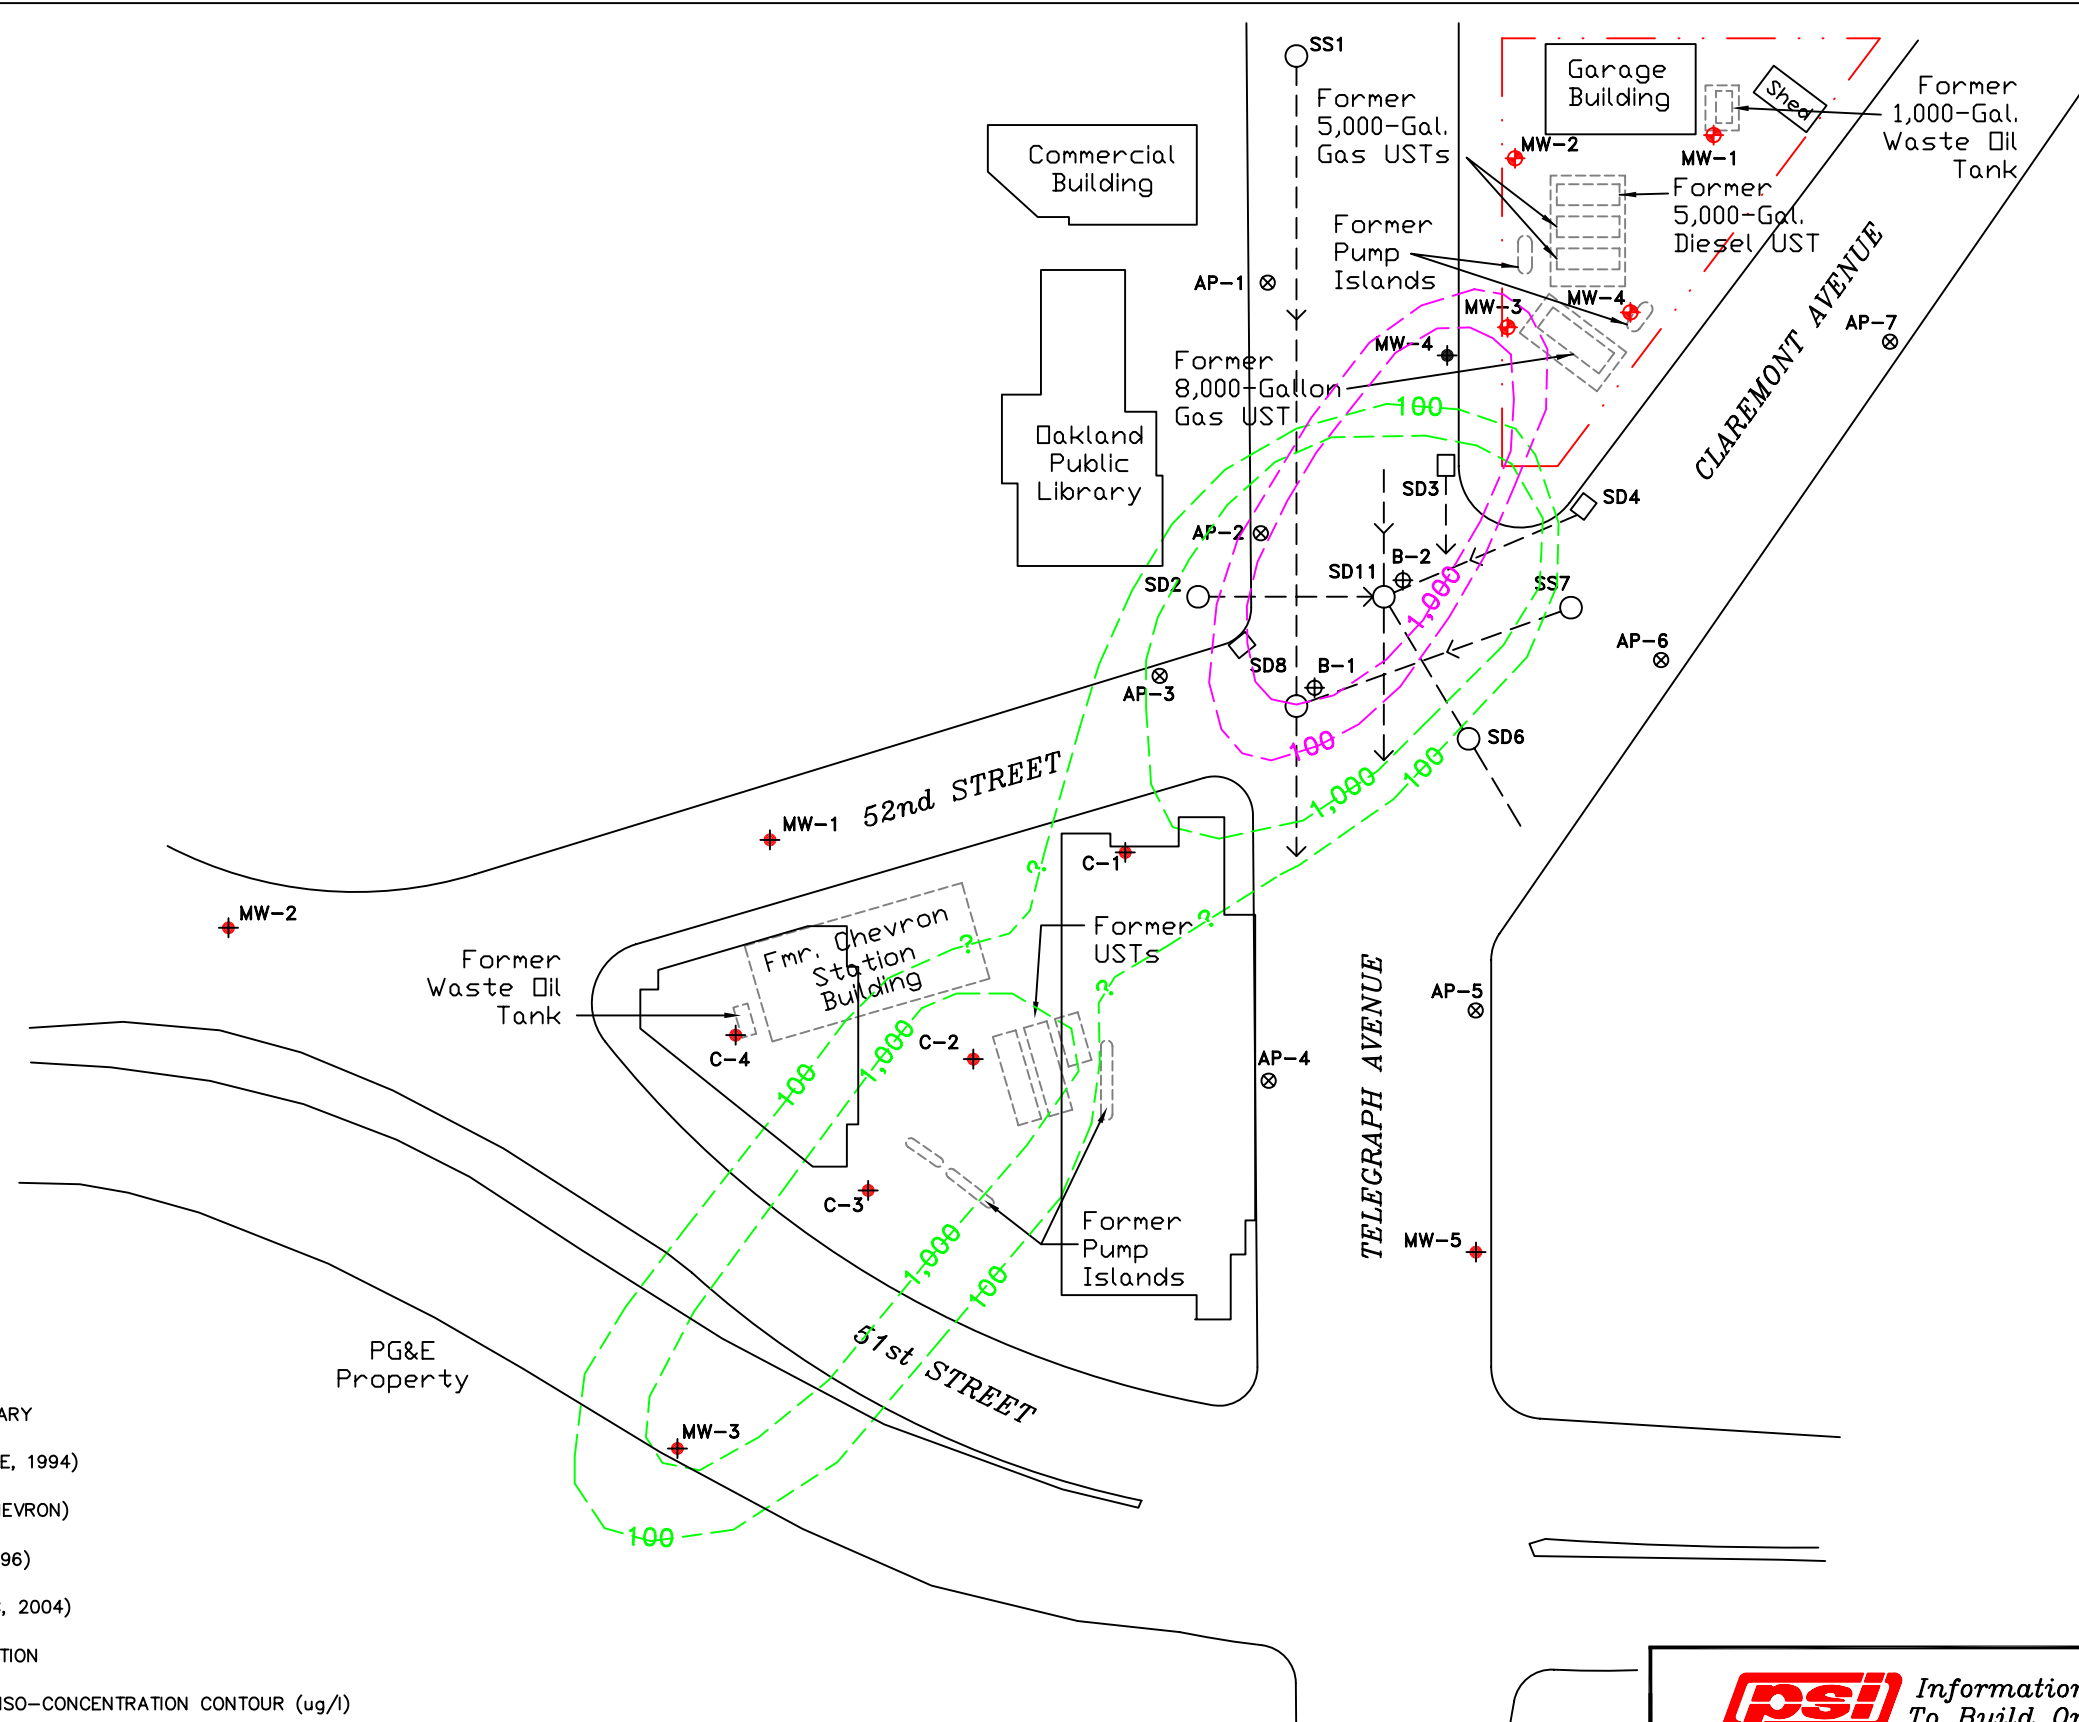 SS1
Former
5,000-Gal.
Gas USTs
Garage
Building
Shed
Former
1,000-Gal.
Waste Oil
Tank
MW-2
MW-1
Commercial
Building
Former
5,000-Gal.
Diesel UST
Former
Pump
Islands
AP-1
MW-3
MW-4
MW-4
CLAREMONT AVENUE
AP-7
Former
8,000-Gallon
Gas UST
100
Oakland
Public
Library
SD3
SD4
AP-2
SD2
SD11
B-2
SS7
1,000
AP-6
SD8
B-1
AP-3
100
SD6
100
1,000
52nd STREET
MW-1
C-1
?
MW-2
Fmr. Chevron
Station
Building
?
Former
USTs
?
?
Former
Waste Oil
Tank
C-4
C-2
1,000
100
AP-5
AP-4
TELEGRAPH AVENUE
C-3
Former
Pump
Islands
1,000
100
MW-5
51st STREET
PG&E
Property
MW-3
100
ARY
E, 1994)
EVRON)
96)
, 2004)
TION
ISO-CONCENTRATION CONTOUR (ug/l)
psi
Information
To Build On